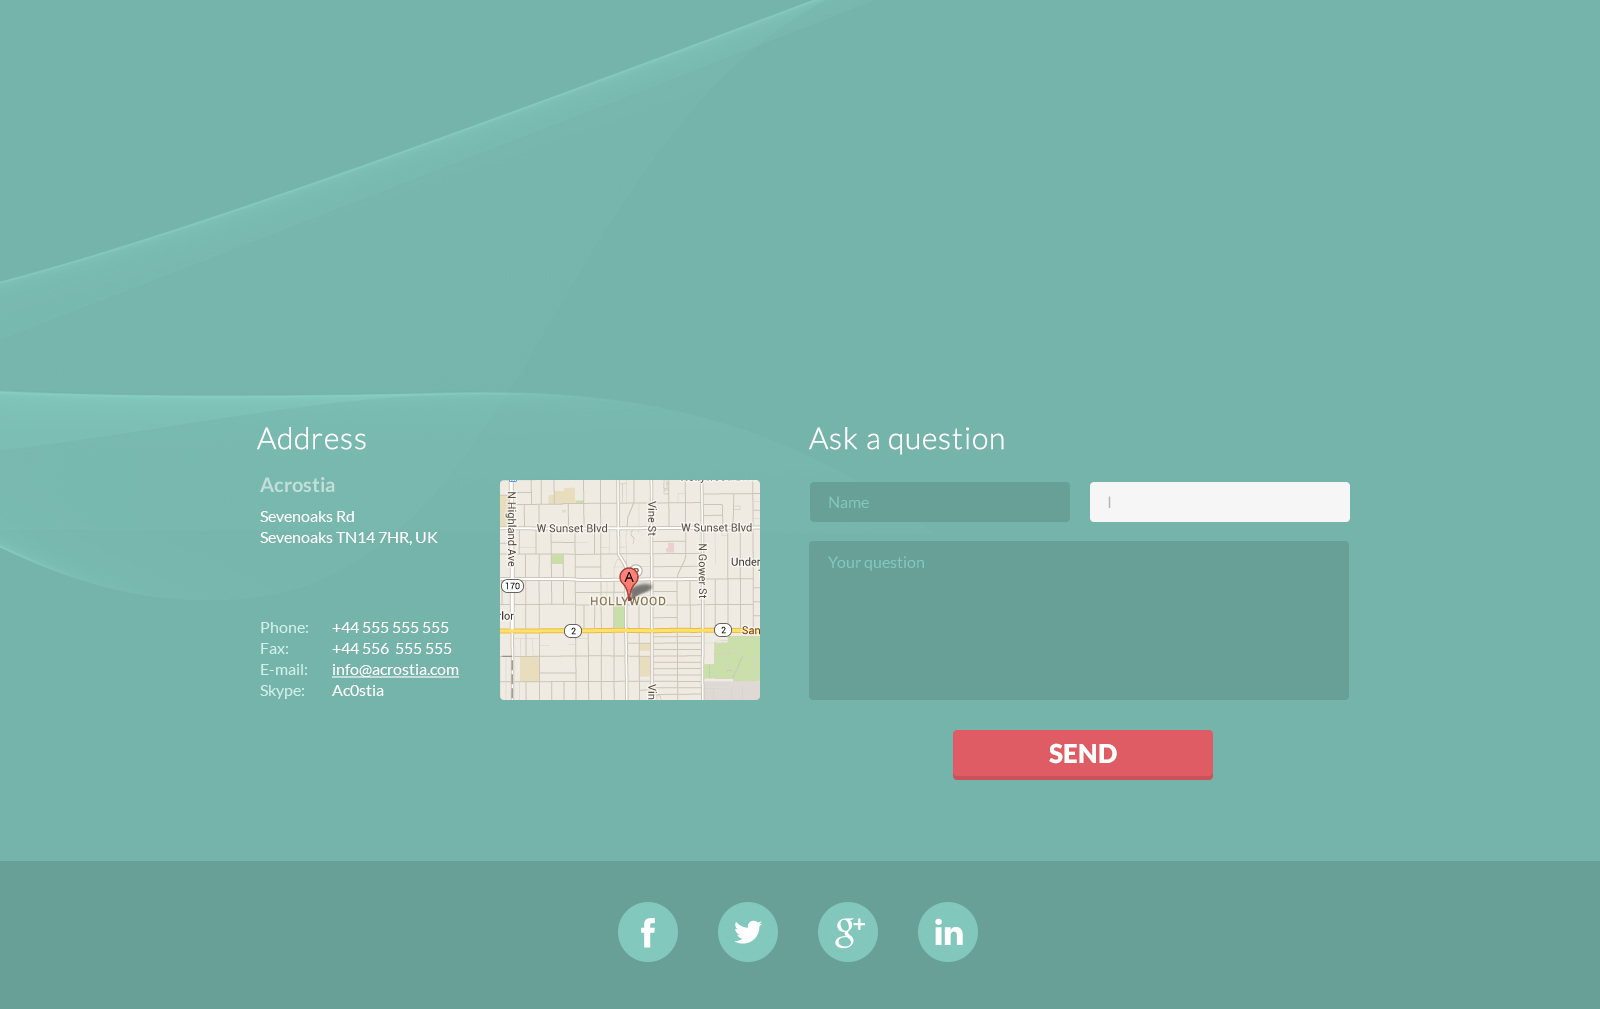 Address
Acrostia
Sevenoaks Rd
Sevenoaks TN14 7HR, UK
Phone: +44 555 555 555
Fax: +44 556 555 555
E-mail: info@acrostia.com
Skype: Ac0stia
N Highland Ave
Vine St
W Sunset Blvd
W Sunset Blvd
N Gower St
Under
170
A
HOLLYWOOD
lor
2
2
San
Vin
Ask a question
Name
Your question
SEND
f
g+
in